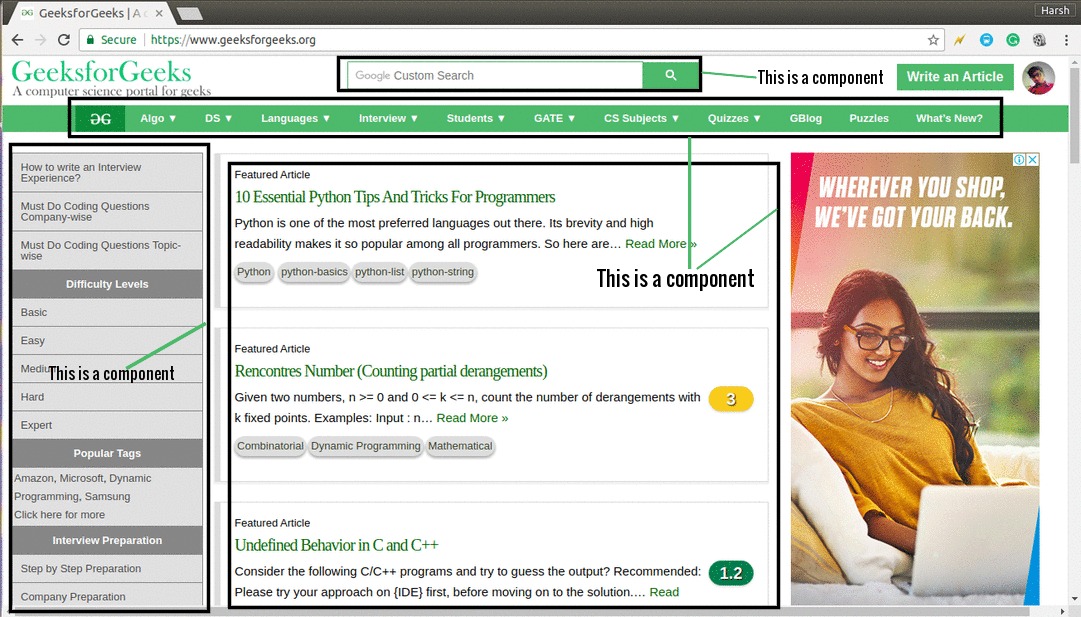 GeeksforGeeks | A c
Harsh
Secure https://www.geeksforgeeks.org
GeeksforGeeks
A computer science portal for geeks
Google Custom Search
This is a component
Write an Article
Algo ▼ DS ▼ Languages ▼ Interview ▼ Students ▼ GATE ▼ CS Subjects ▼ Quizzes ▼ GBlog Puzzles What's New?
How to write an Interview
Experience?
Must Do Coding Questions
Company-wise
Must Do Coding Questions Topic-
wise
Difficulty Levels
Basic
Easy
Hard
Expert
This is a component
Popular Tags
Amazon, Microsoft, Dynamic
Programming, Samsung
Click here for more
Interview Preparation
Step by Step Preparation
Company Preparation
Featured Article
10 Essential Python Tips And Tricks For Programmers
Python is one of the most preferred languages out there. Its brevity and high
readability makes it so popular among all programmers. So here are… Read More »
Python python-basics python-list python-string
This is a component
Featured Article
Rencontres Number (Counting partial derangements)
Given two numbers, n >= 0 and 0 <= k <= n, count the number of derangements with
k fixed points. Examples: Input : n… Read More »
3
Combinatorial Dynamic Programming Mathematical
Featured Article
Undefined Behavior in C and C++
Consider the following C/C++ programs and try to guess the output? Recommended:
Please try your approach on {IDE} first, before moving on to the solution.… Read
1.2
WHEREVER YOU SHOP,
WE'VE GOT YOUR BACK.